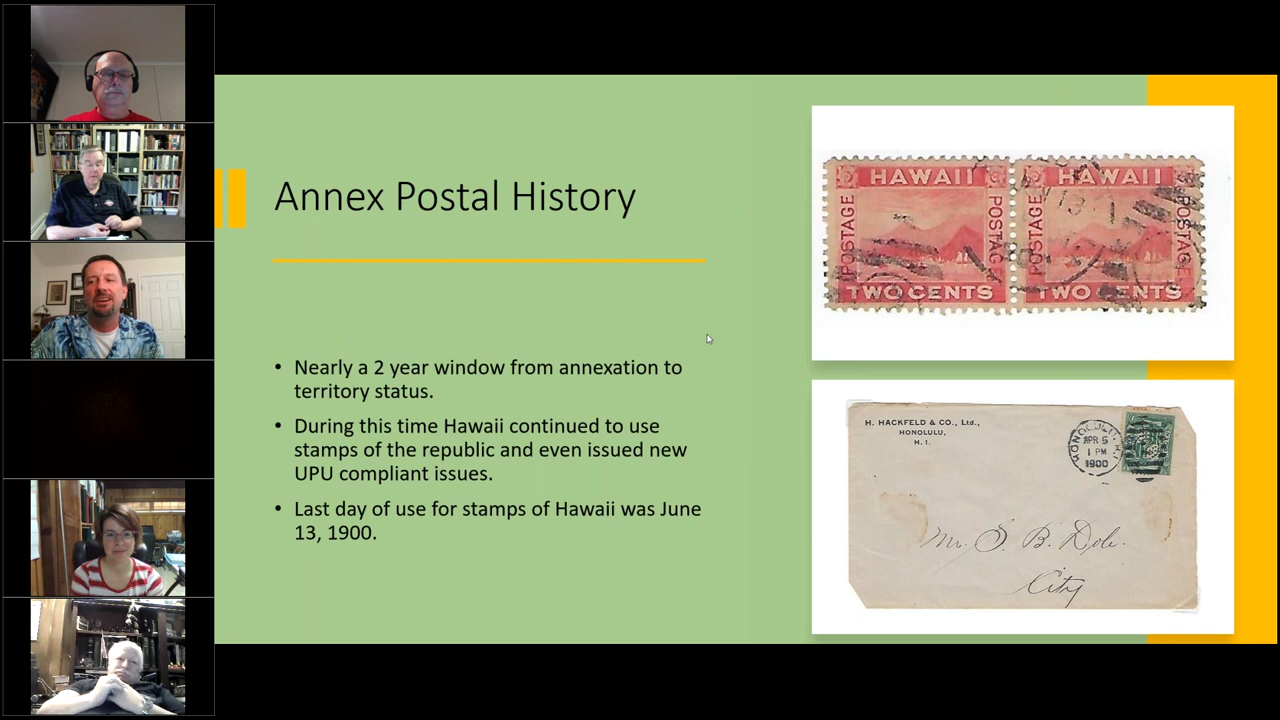 Annex Postal History
• Nearly a 2 year window from annexation to
territory status.
• During this time Hawaii continued to use
stamps of the republic and even issued new
UPU compliant issues.
• Last day of use for stamps of Hawaii was June
13, 1900.
HAWAII
POSTAGE
POSTAGE
TWO CENTS
HAWAII
POSTAGE
POSTAGE
TWO CENTS
H. HACKFELD & CO., Ltd.,
HONOLULU,
H. I.
HONOLULU
APR 5
1 PM
1900
Mr. S. B. Dole.
City